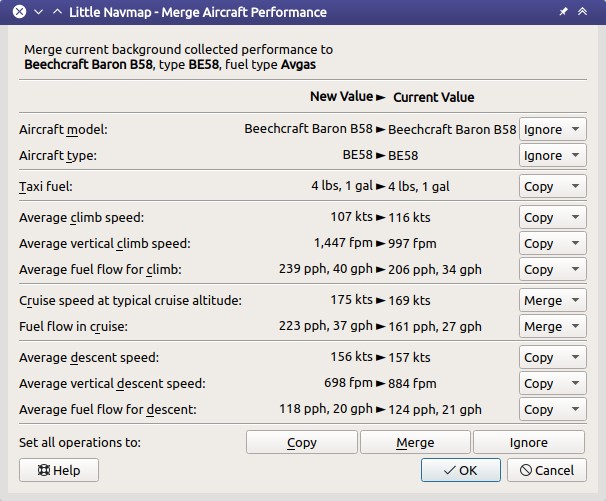 Little Navmap - Merge Aircraft Performance
Merge current background collected performance to
Beechcraft Baron B58, type BE58, fuel type Avgas
New Value ► Current Value
Aircraft model: Beechcraft Baron B58 ► Beechcraft Baron B58 Ignore
Aircraft type: BE58 ► BE58 Ignore
Taxi fuel: 4 lbs, 1 gal ► 4 lbs, 1 gal Copy
Average climb speed: 107 kts ► 116 kts Copy
Average vertical climb speed: 1,447 fpm ► 997 fpm Copy
Average fuel flow for climb: 239 pph, 40 gph ► 206 pph, 34 gph Copy
Cruise speed at typical cruise altitude: 175 kts ► 169 kts Merge
Fuel flow in cruise: 223 pph, 37 gph ► 161 pph, 27 gph Merge
Average descent speed: 156 kts ► 157 kts Copy
Average vertical descent speed: 698 fpm ► 884 fpm Copy
Average fuel flow for descent: 118 pph, 20 gph ► 124 pph, 21 gph Copy
Set all operations to: Copy Merge Ignore
Help OK Cancel